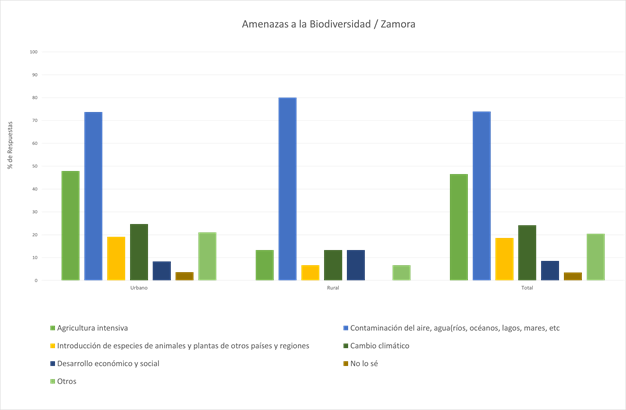 Amenazas a la Biodiversidad / Zamora
% de Respuestas
100
90
80
70
60
50
40
30
20
10
0
Urbano Rural Total
Agricultura intensiva
Contaminación del aire, agua(ríos, océanos, lagos, mares, etc
Introducción de especies de animales y plantas de otros países y regiones
Cambio climático
Desarrollo económico y social
No lo sé
Otros